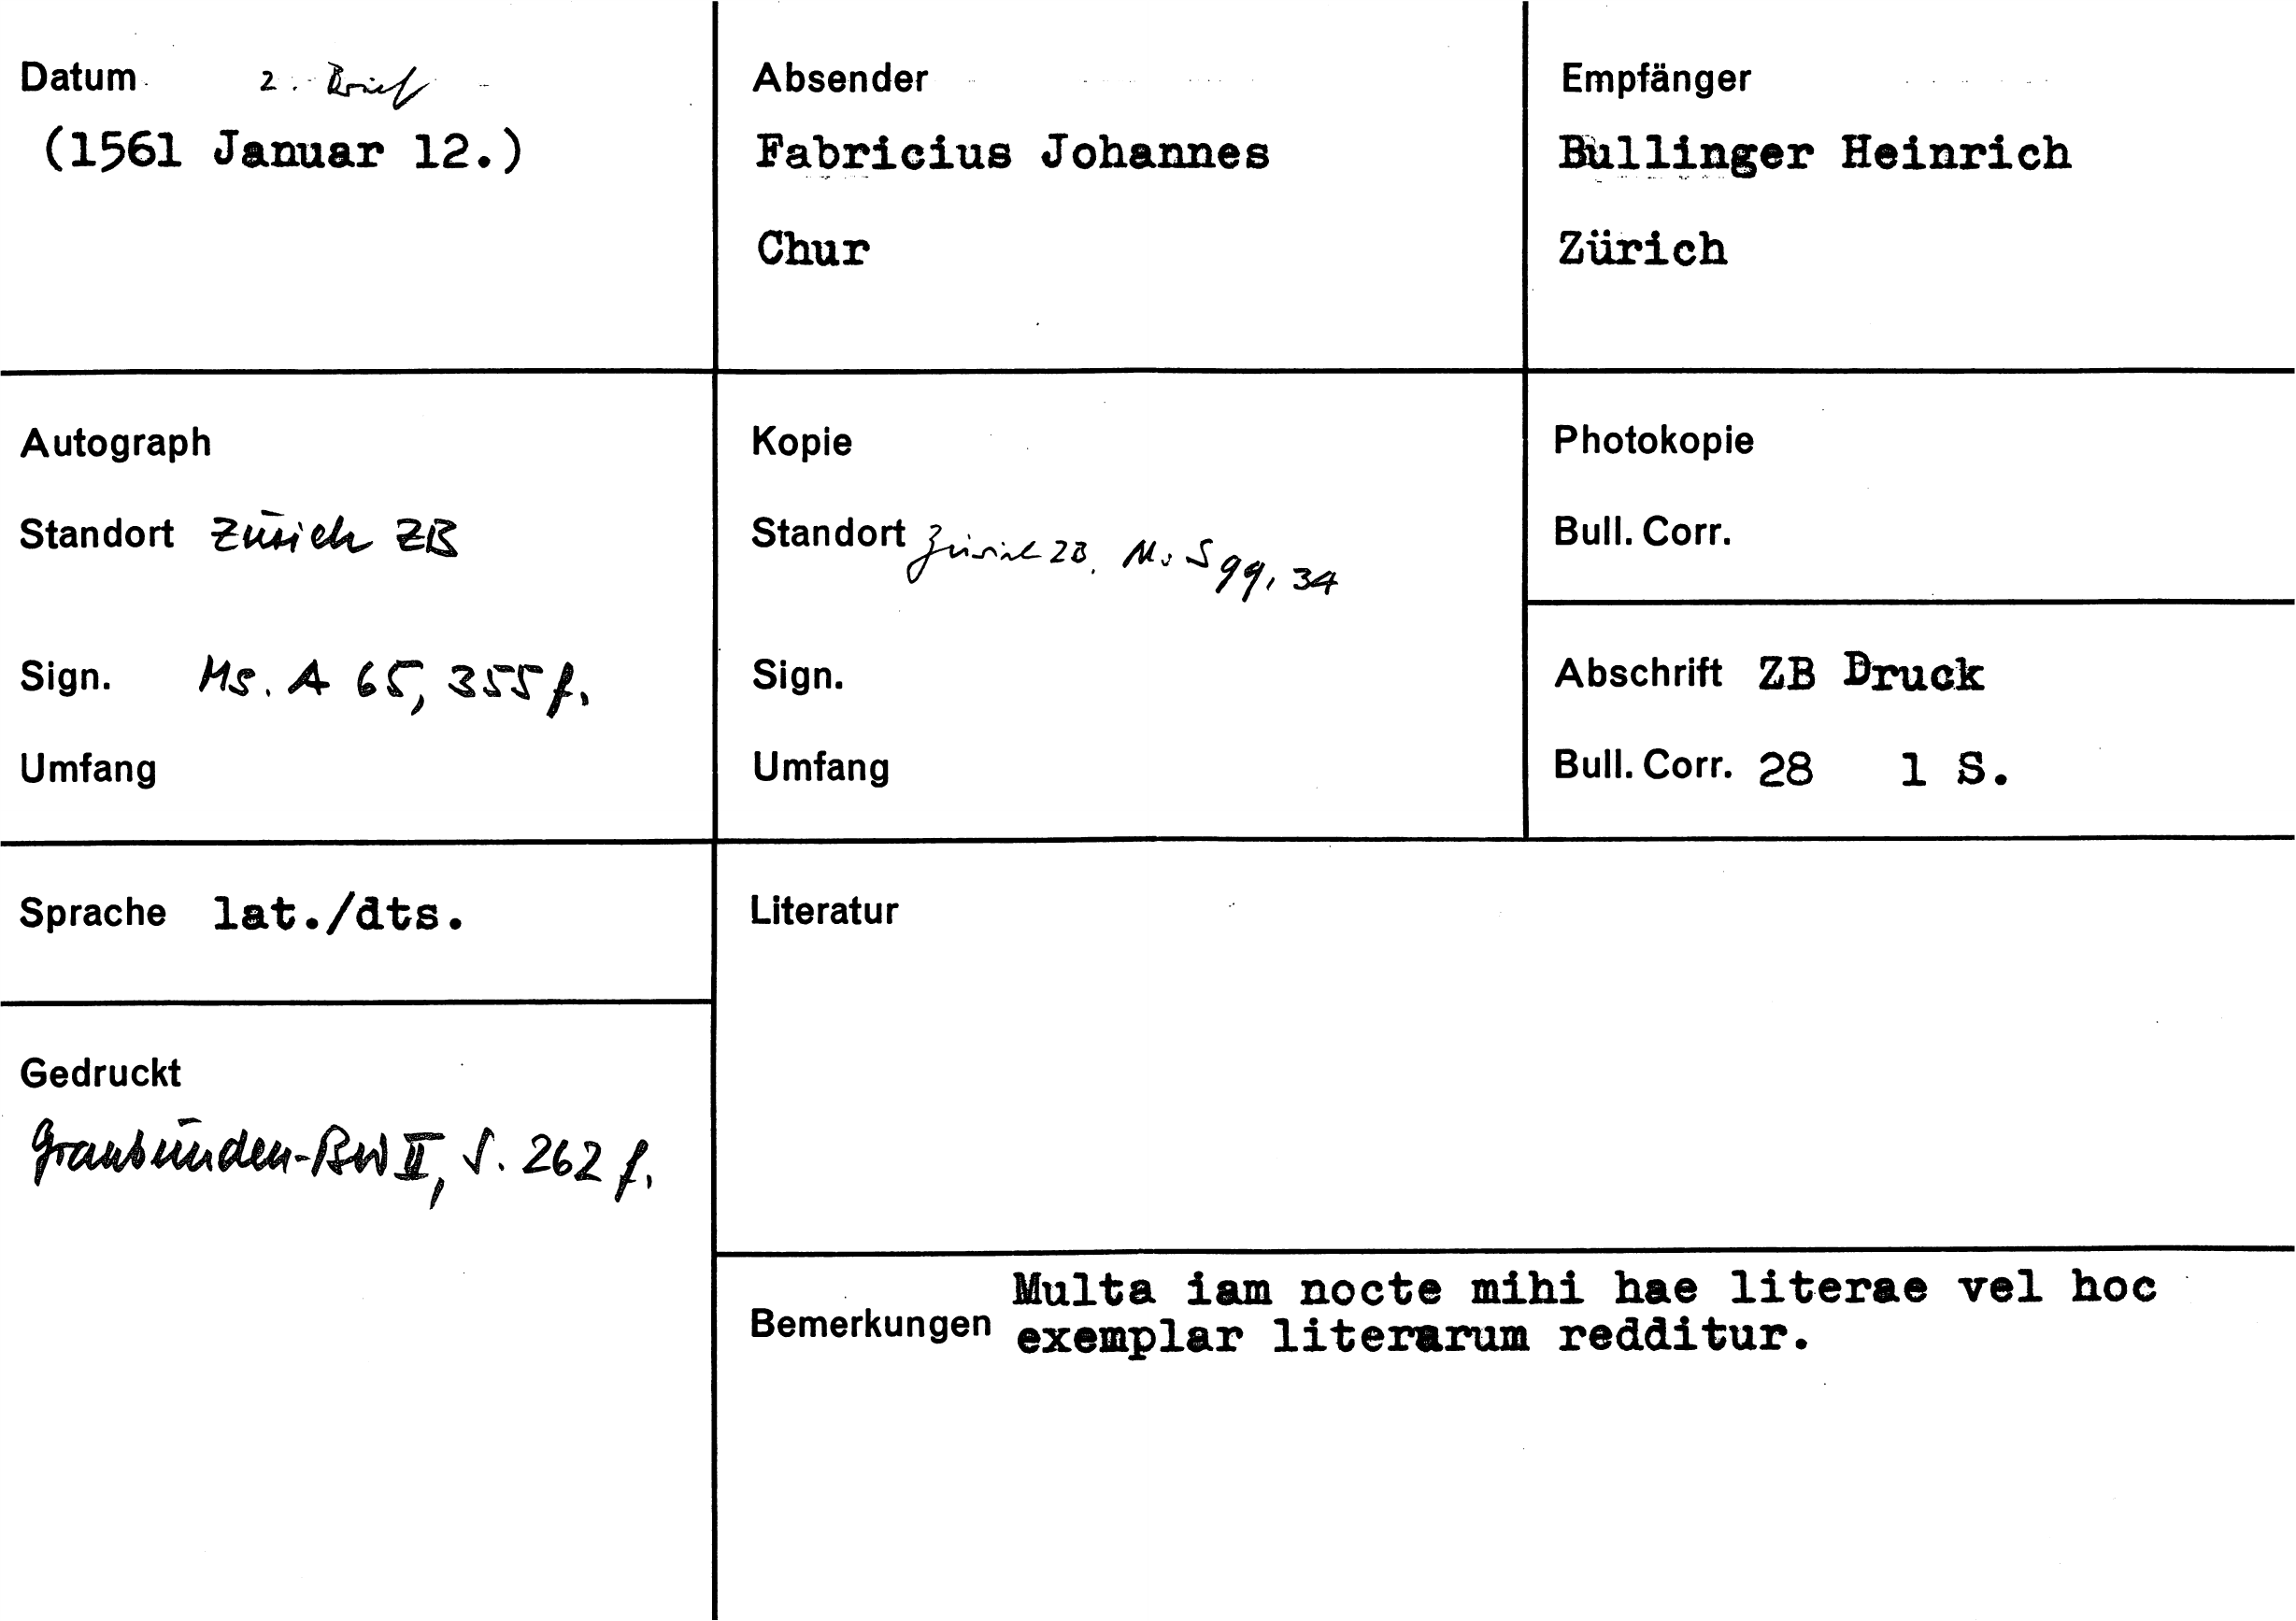 Datum 2. Brief
(1561 Januar 12.)
Absender
Fabricius Johannes
Chur
Empfänger
Bullinger Heinrich
Zürich
Autograph
Standort Zürich ZB
Sign. Ms. A 65, 355 f.
Umfang
Kopie
Standort Zürich ZB, Ms S 99, 34
Sign.
Umfang
Photokopie
Bull. Corr.
Abschrift ZB Druck
Bull. Corr. 28 1 S.
Sprache lat./dts.
Literatur
Gedruckt
Graubünden-BW II, S. 262 f.
Bemerkungen Multa iam nocte mihi hae literae vel hoc
exemplar literarum redditur.